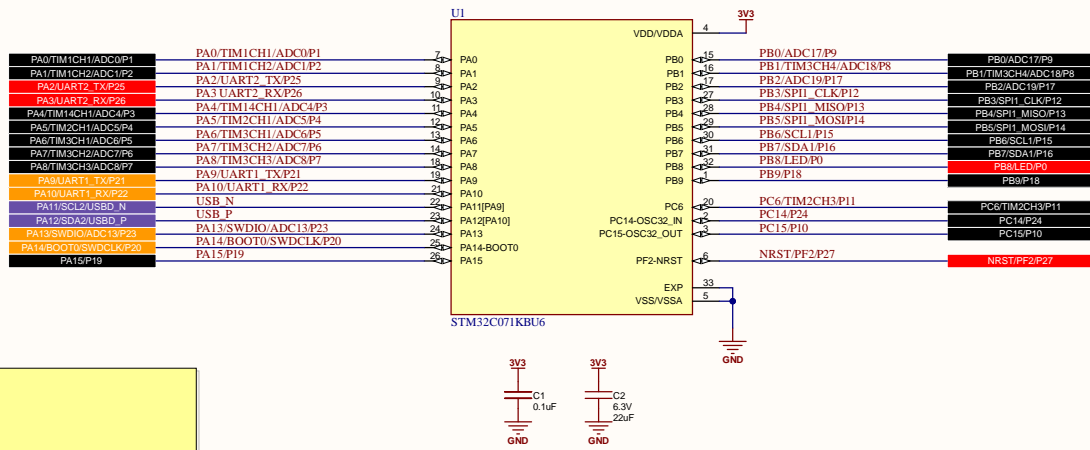 U1
3V3
VDD/VDDA 4
PA0/TIM1CH1/ADC0/P1 PA0/TIM1CH1/ADC0/P1 7 PA0 PB0 15 PB0/ADC17/P9 PB0/ADC17/P9
PA1/TIM1CH2/ADC1/P2 PA1/TIM1CH2/ADC1/P2 8 PA1 PB1 16 PB1/TIM3CH4/ADC18/P8 PB1/TIM3CH4/ADC18/P8
PA2/UART2_TX/P25 PA2/UART2_TX/P25 9 PA2 PB2 17 PB2/ADC19/P17 PB2/ADC19/P17
PA3/UART2_RX/P26 PA3 UART2_RX/P26 10 PA3 PB3 27 PB3/SPI1_CLK/P12 PB3/SPI1_CLK/P12
PA4/TIM14CH1/ADC4/P3 PA4/TIM14CH1/ADC4/P3 11 PA4 PB4 28 PB4/SPI1_MISO/P13 PB4/SPI1_MISO/P13
PA5/TIM2CH1/ADC5/P4 PA5/TIM2CH1/ADC5/P4 12 PA5 PB5 29 PB5/SPI1_MOSI/P14 PB5/SPI1_MOSI/P14
PA6/TIM3CH1/ADC6/P5 PA6/TIM3CH1/ADC6/P5 13 PA6 PB6 30 PB6/SCL1/P15 PB6/SCL1/P15
PA7/TIM3CH2/ADC7/P6 PA7/TIM3CH2/ADC7/P6 14 PA7 PB7 31 PB7/SDA1/P16 PB7/SDA1/P16
PA8/TIM3CH3/ADC8/P7 PA8/TIM3CH3/ADC8/P7 18 PA8 PB8 32 PB8/LED/P0 PB8/LED/P0
PA9/UART1_TX/P21 PA9/UART1_TX/P21 19 PA9 PB9 1 PB9/P18 PB9/P18
PA10/UART1_RX/P22 PA10/UART1_RX/P22 21 PA10
PA11/SCL2/USBD_N USB_N 22 PA11[PA9] PC6 20 PC6/TIM2CH3/P11 PC6/TIM2CH3/P11
PA12/SDA2/USBD_P USB_P 23 PA12[PA10] PC14-OSC32_IN 2 PC14/P24 PC14/P24
PA13/SWDIO/ADC13/P23 PA13/SWDIO/ADC13/P23 24 PA13 PC15-OSC32_OUT 3 PC15/P10 PC15/P10
PA14/BOOT0/SWDCLK/P20 PA14/BOOT0/SWDCLK/P20 25 PA14-BOOT0
PA15/P19 PA15/P19 26 PA15 PF2-NRST 6 NRST/PF2/P27 NRST/PF2/P27
EXP 33
VSS/VSSA 5
STM32C071KBU6
GND
3V3 3V3
C1 C2
0.1uF 6.3V
22uF
GND GND